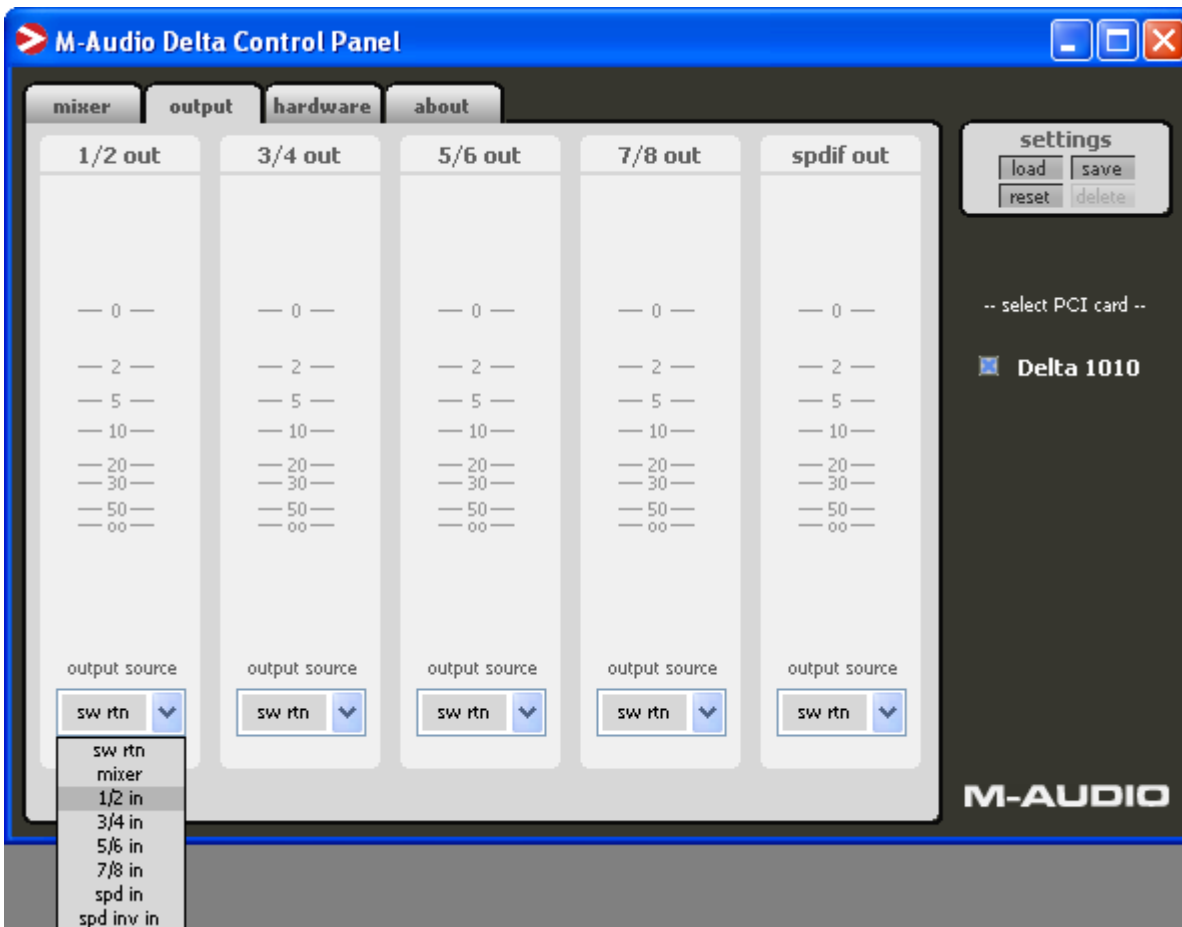 M-Audio Delta Control Panel
mixer output hardware about
1/2 out 3/4 out 5/6 out 7/8 out spdif out
settings
load save
reset delete
0 0 0 0 0
-- select PCI card --
2 2 2 2 2
Delta 1010
5 5 5 5 5
10 10 10 10 10
20 20 20 20 20
30 30 30 30 30
50 50 50 50 50
oo oo oo oo oo
output source output source output source output source output source
sw rtn sw rtn sw rtn sw rtn sw rtn
sw rtn
mixer
1/2 in
3/4 in
5/6 in
7/8 in
spd in
spd inv in
M-AUDIO